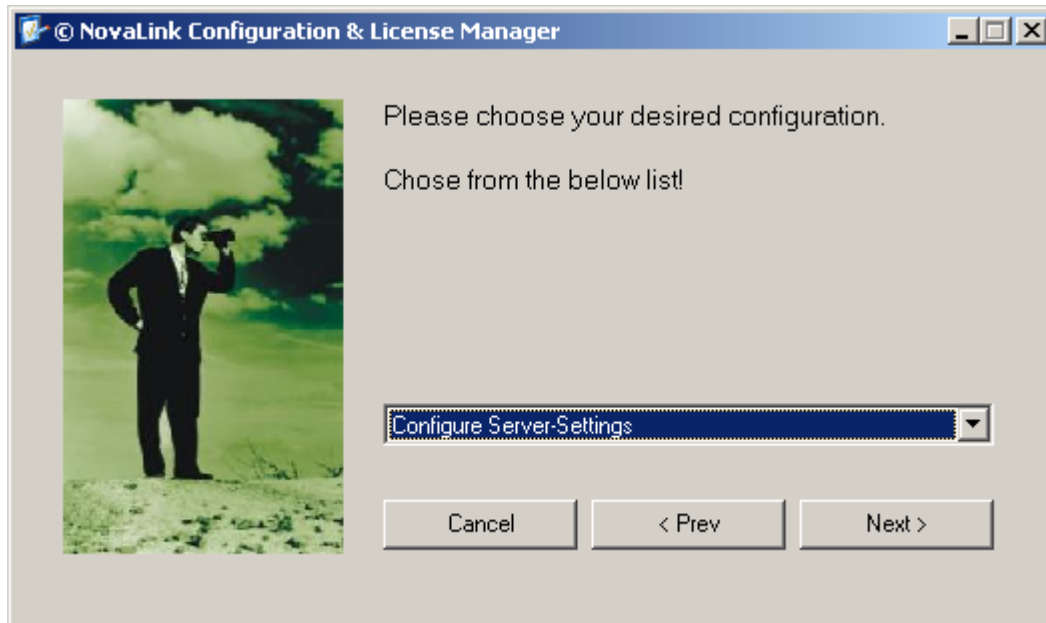 © NovaLink Configuration & License Manager
Please choose your desired configuration.
Chose from the below list!
Configure Server-Settings
Cancel
< Prev
Next >